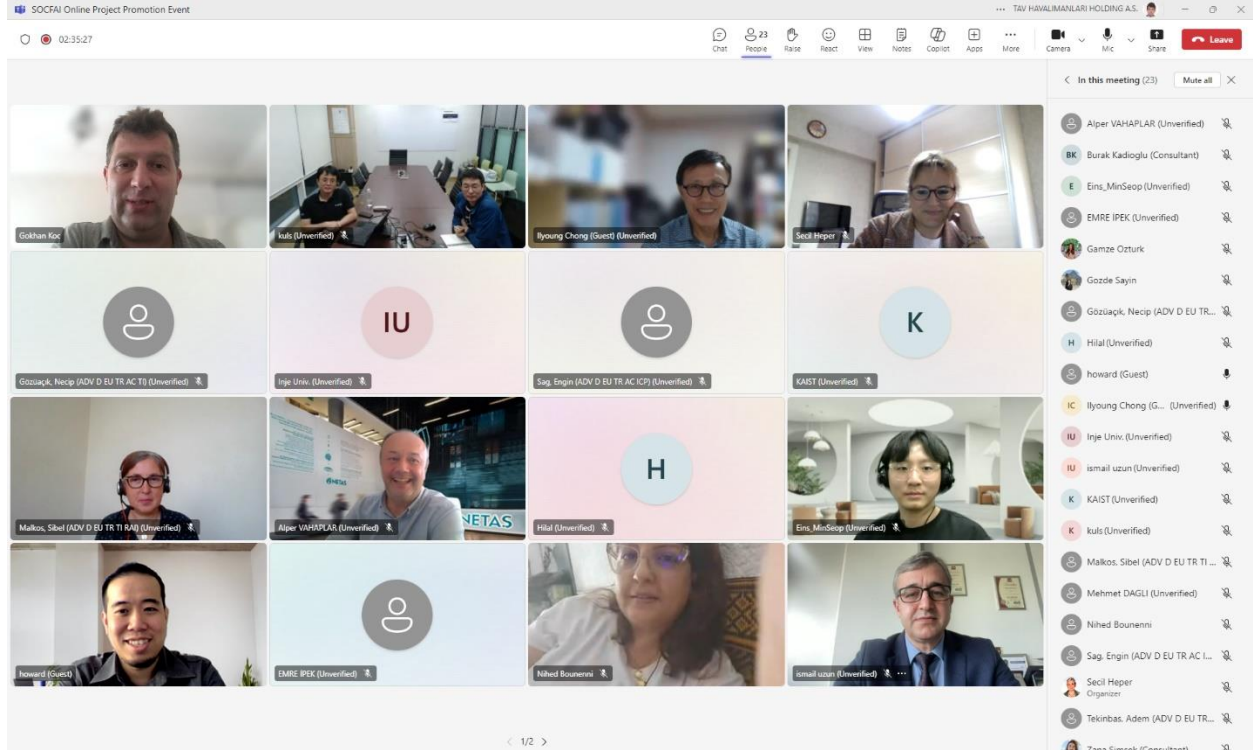 SOCFAI Online Project Promotion Event
TAV HAVALIMANLARI HOLDING A.S.
02:35:27
Chat
People
23
Raise
React
View
Notes
Copilot
Apps
More
Camera
Mic
Share
Leave
In this meeting (23)
Mute all
Gokhan Koc
kuls (Unverified)
Ilyoung Chong (Guest) (Unverified)
Secil Heper
Gözüaçık, Necip (ADV D EU TR AC TI) (Unverified)
IU
Inje Univ. (Unverified)
Sag, Engin (ADV D EU TR AC ICP) (Unverified)
K
KAIST (Unverified)
Malkos, Sibel (ADV D EU TR TI RAI) (Unverified)
NETAS
NETAS
Alper VAHAPLAR (Unverified)
H
Hilal (Unverified)
Eins_MinSeop (Unverified)
howard (Guest)
EMRE IPEK (Unverified)
Nihed Bounenni
ismail uzun (Unverified)
1/2
Alper VAHAPLAR (Unverified)
BK Burak Kadioglu (Consultant)
E Eins_MinSeop (Unverified)
EMRE IPEK (Unverified)
Gamze Ozturk
Gozde Sayin
Gözüaçık, Necip (ADV D EU TR...
H Hilal (Unverified)
howard (Guest)
IC Ilyoung Chong (G... (Unverified)
IU Inje Univ. (Unverified)
IU ismail uzun (Unverified)
K KAIST (Unverified)
K kuls (Unverified)
Malkos, Sibel (ADV D EU TR TI ...
Mehmet DAGLI (Unverified)
Nihed Bounenni
Sag, Engin (ADV D EU TR AC I...
Secil Heper
Organizer
Tekinbas, Adem (ADV D EU TR...
Zana Simsek (Consultant)